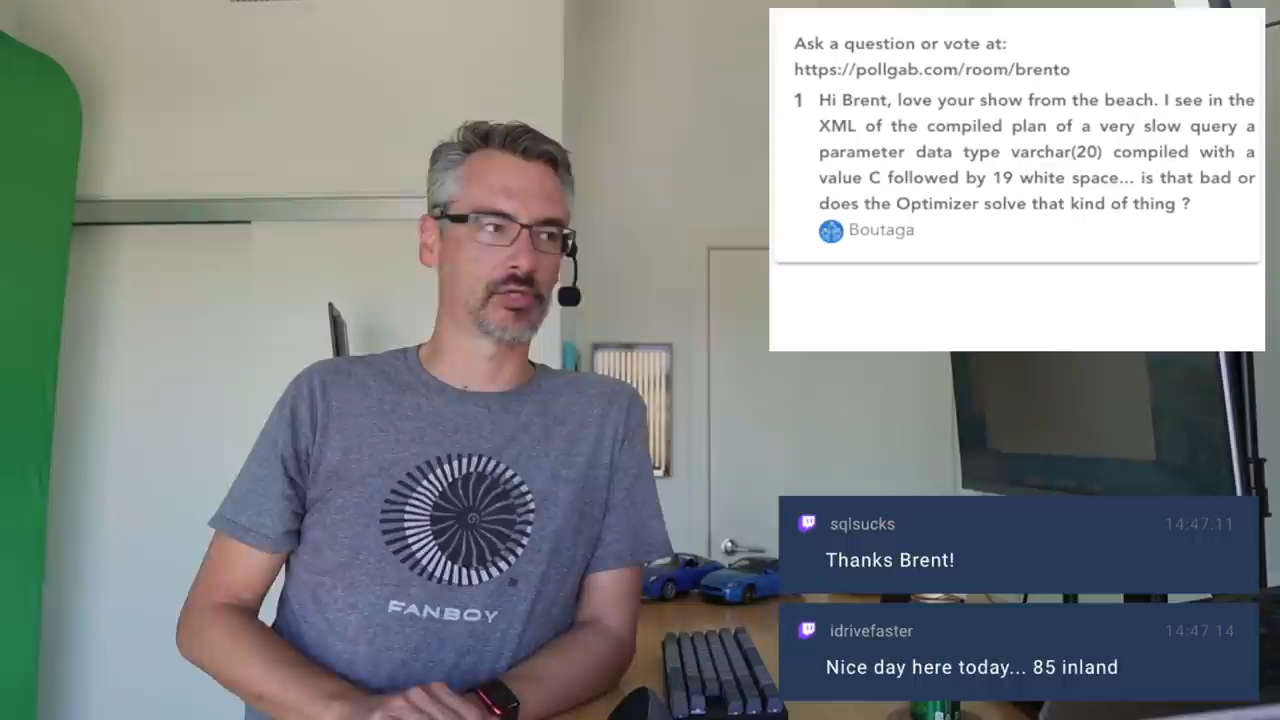 Ask a question or vote at:
https://pollgab.com/room/brento
1 Hi Brent, love your show from the beach. I see in the
XML of the compiled plan of a very slow query a
parameter data type varchar(20) compiled with a
value C followed by 19 white space... is that bad or
does the Optimizer solve that kind of thing ?
Boutaga
FANBOY
sqlsucks 14:47.11
Thanks Brent!
idrivefaster 14:47 14
Nice day here today... 85 inland